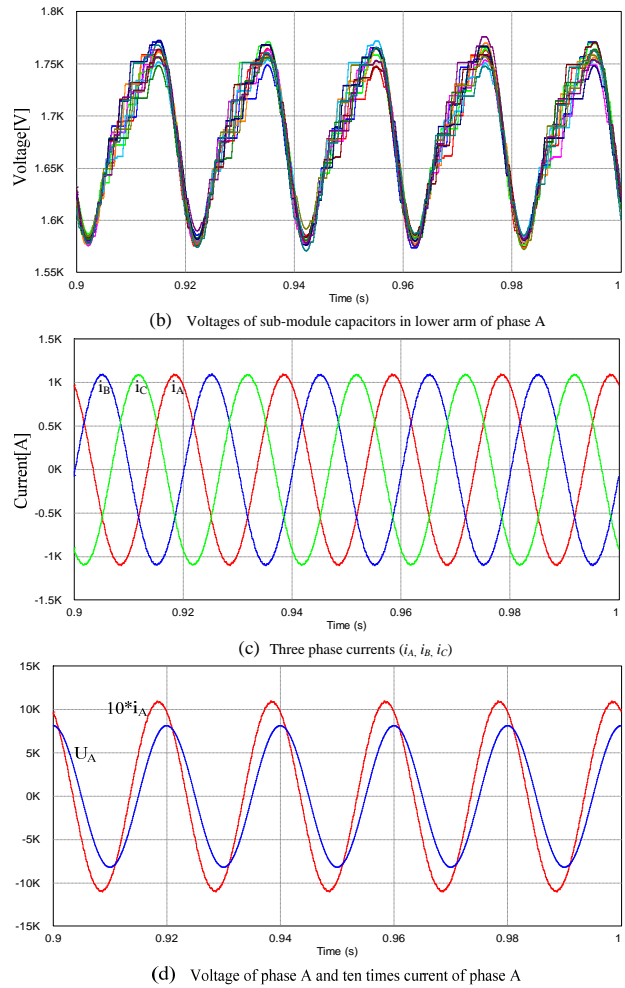 1.8K
1.75K
1.7K
1.65K
1.6K
1.55K
Voltage[V]
0.9 0.92 0.94 0.96 0.98 1
Time (s)
(b) Voltages of sub-module capacitors in lower arm of phase A
1.5K
1K
0.5K
0K
-0.5K
-1K
-1.5K
Current[A]
iB iC iA
0.9 0.92 0.94 0.96 0.98 1
Time (s)
(c) Three phase currents (iA, iB, iC)
15K
10K
5K
0K
-5K
-10K
-15K
10*iA
UA
0.9 0.92 0.94 0.96 0.98 1
Time (s)
(d) Voltage of phase A and ten times current of phase A